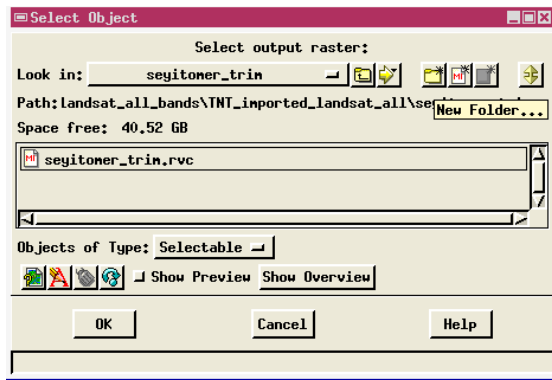 Select Object
Select output raster:
Look in: seyitomer_trim
Path:landsat_all_bands\TNT_imported_landsat_all\se
New Folder...
Space free: 40.52 GB
seyitomer_trim.rvc
Objects of Type: Selectable
Show Preview Show Overview
OK Cancel Help